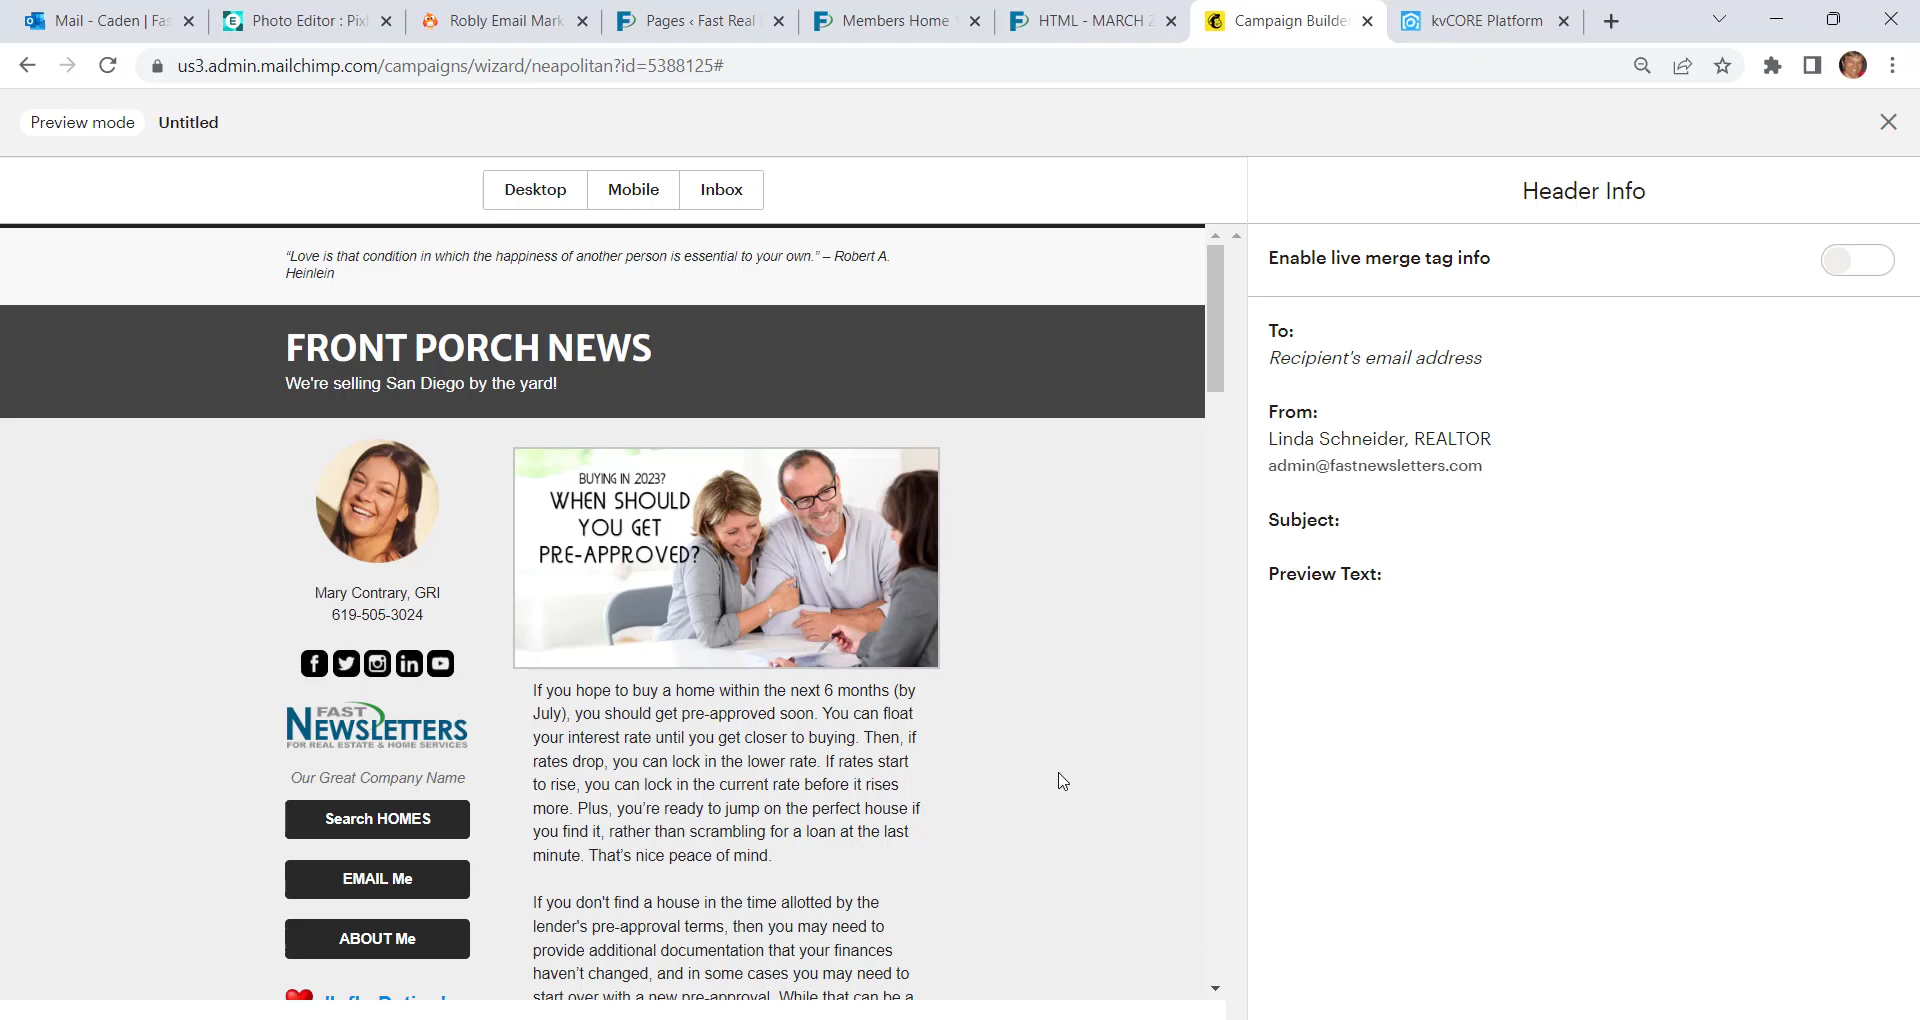 Mail - Caden | Fas
Photo Editor : Pixl
Robly Email Mark
Pages ‹ Fast Real
Members Home
HTML - MARCH 2
Campaign Builde
kvCORE Platform
us3.admin.mailchimp.com/campaigns/wizard/neapolitan?id=5388125#
Preview mode
Untitled
Desktop
Mobile
Inbox
Header Info
“Love is that condition in which the happiness of another person is essential to your own.” – Robert A.
Heinlein
Enable live merge tag info
FRONT PORCH NEWS
We're selling San Diego by the yard!
To:
Recipient's email address
From:
Linda Schneider, REALTOR
admin@fastnewsletters.com
Subject:
Preview Text:
BUYING IN 2023?
WHEN SHOULD
YOU GET
PRE-APPROVED?
Mary Contrary, GRI
619-505-3024
FAST
NEWSLETTERS
FOR REAL ESTATE & HOME SERVICES
Our Great Company Name
Search HOMES
EMAIL Me
ABOUT Me
If you hope to buy a home within the next 6 months (by
July), you should get pre-approved soon. You can float
your interest rate until you get closer to buying. Then, if
rates drop, you can lock in the lower rate. If rates start
to rise, you can lock in the current rate before it rises
more. Plus, you’re ready to jump on the perfect house if
you find it, rather than scrambling for a loan at the last
minute. That’s nice peace of mind.
If you don't find a house in the time allotted by the
lender's pre-approval terms, then you may need to
provide additional documentation that your finances
haven’t changed, and in some cases you may need to
start over with a new pre-approval. While that can be a